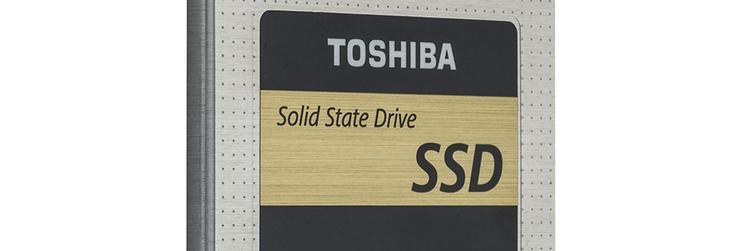 TOSHIBA
Solid State Drive
SSD